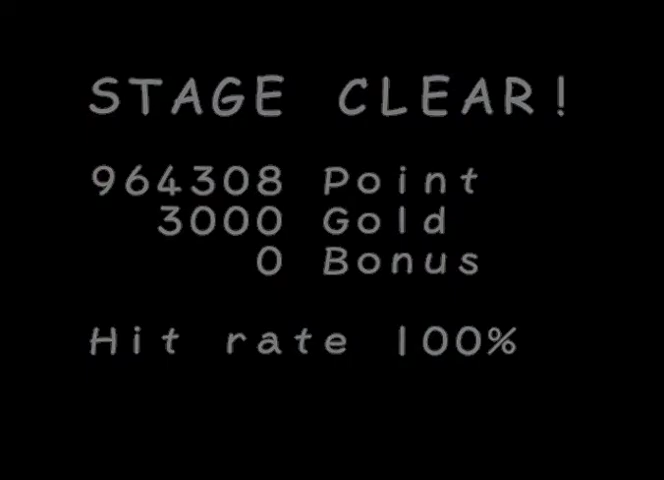 STAGE CLEAR!
964308 Point
3000 Gold
0 Bonus
Hit rate 100%